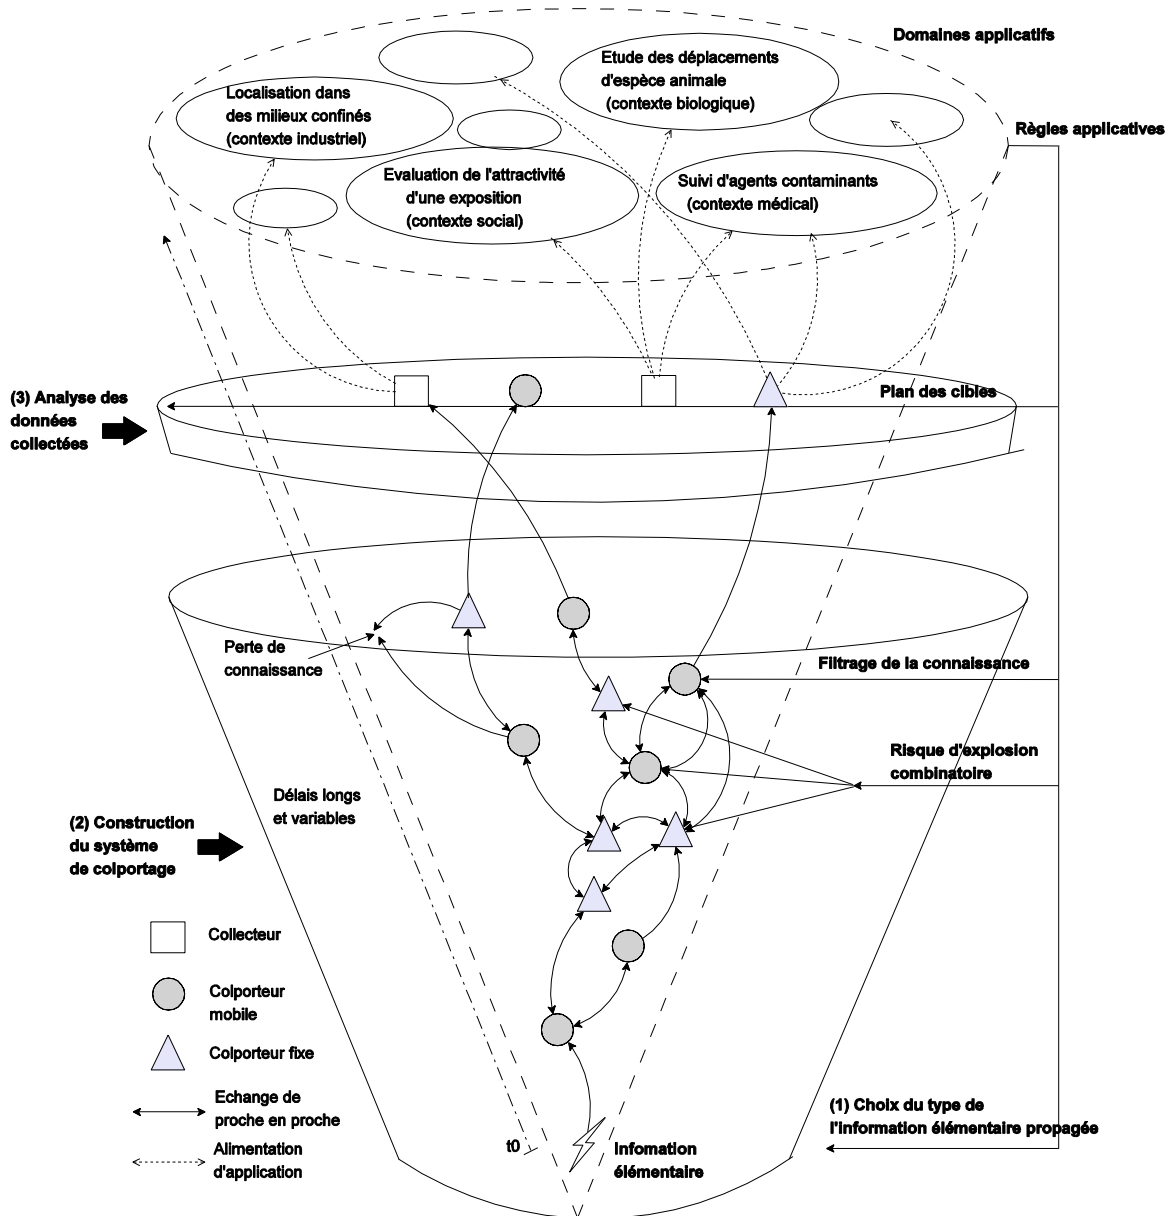 Domaines applicatifs
Etude des déplacements
d'espèce animale
(contexte biologique)
Localisation dans
des milieux confinés
(contexte industriel)
Règles applicatives
Evaluation de l'attractivité
d'une exposition
(contexte social)
Suivi d'agents contaminants
(contexte médical)
(3) Analyse des
données
collectées
Plan des cibles
Perte de
connaissance
Filtrage de la connaissance
Risque d'explosion
combinatoire
Délais longs
et variables
(2) Construction
du système
de colportage
Collecteur
Colporteur
mobile
Colporteur fixe
Echange de
proche en proche
Alimentation
d'application
(1) Choix du type de
l'information élémentaire propagée
t0
Infomation
élémentaire